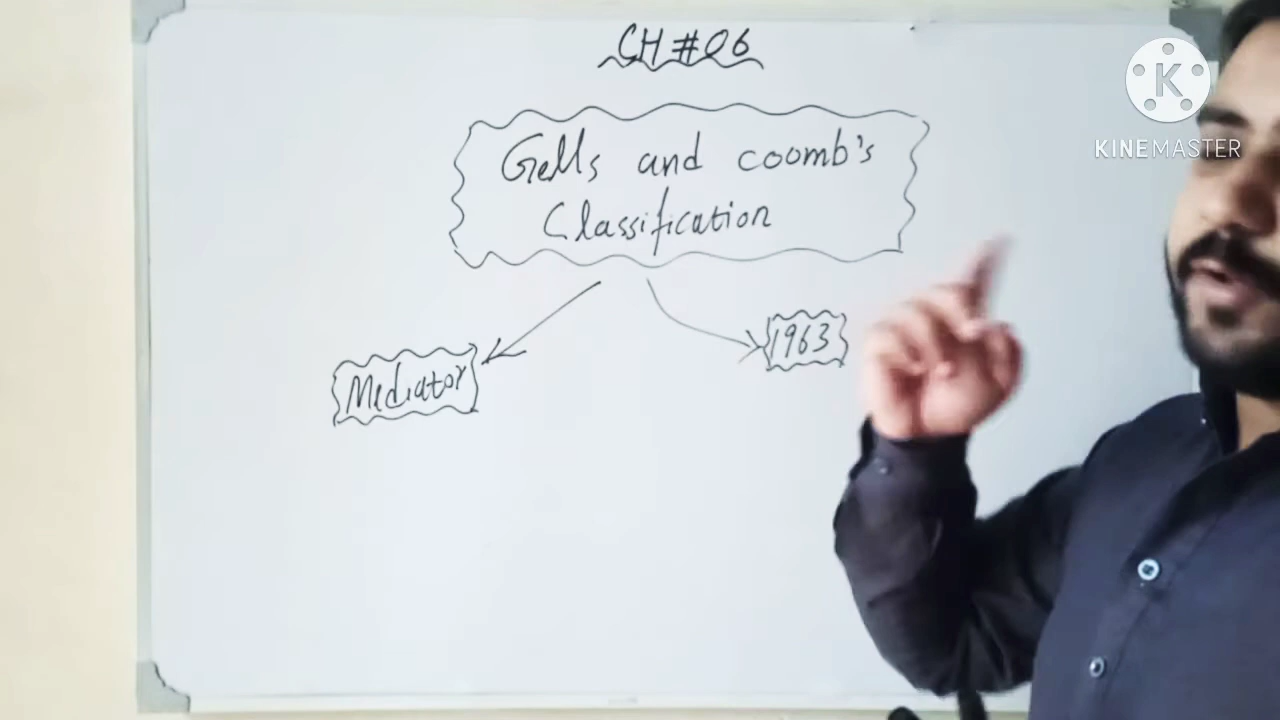 CH #06
Gells and coomb's
Classification
Mediator
1963
K
KINEMASTER